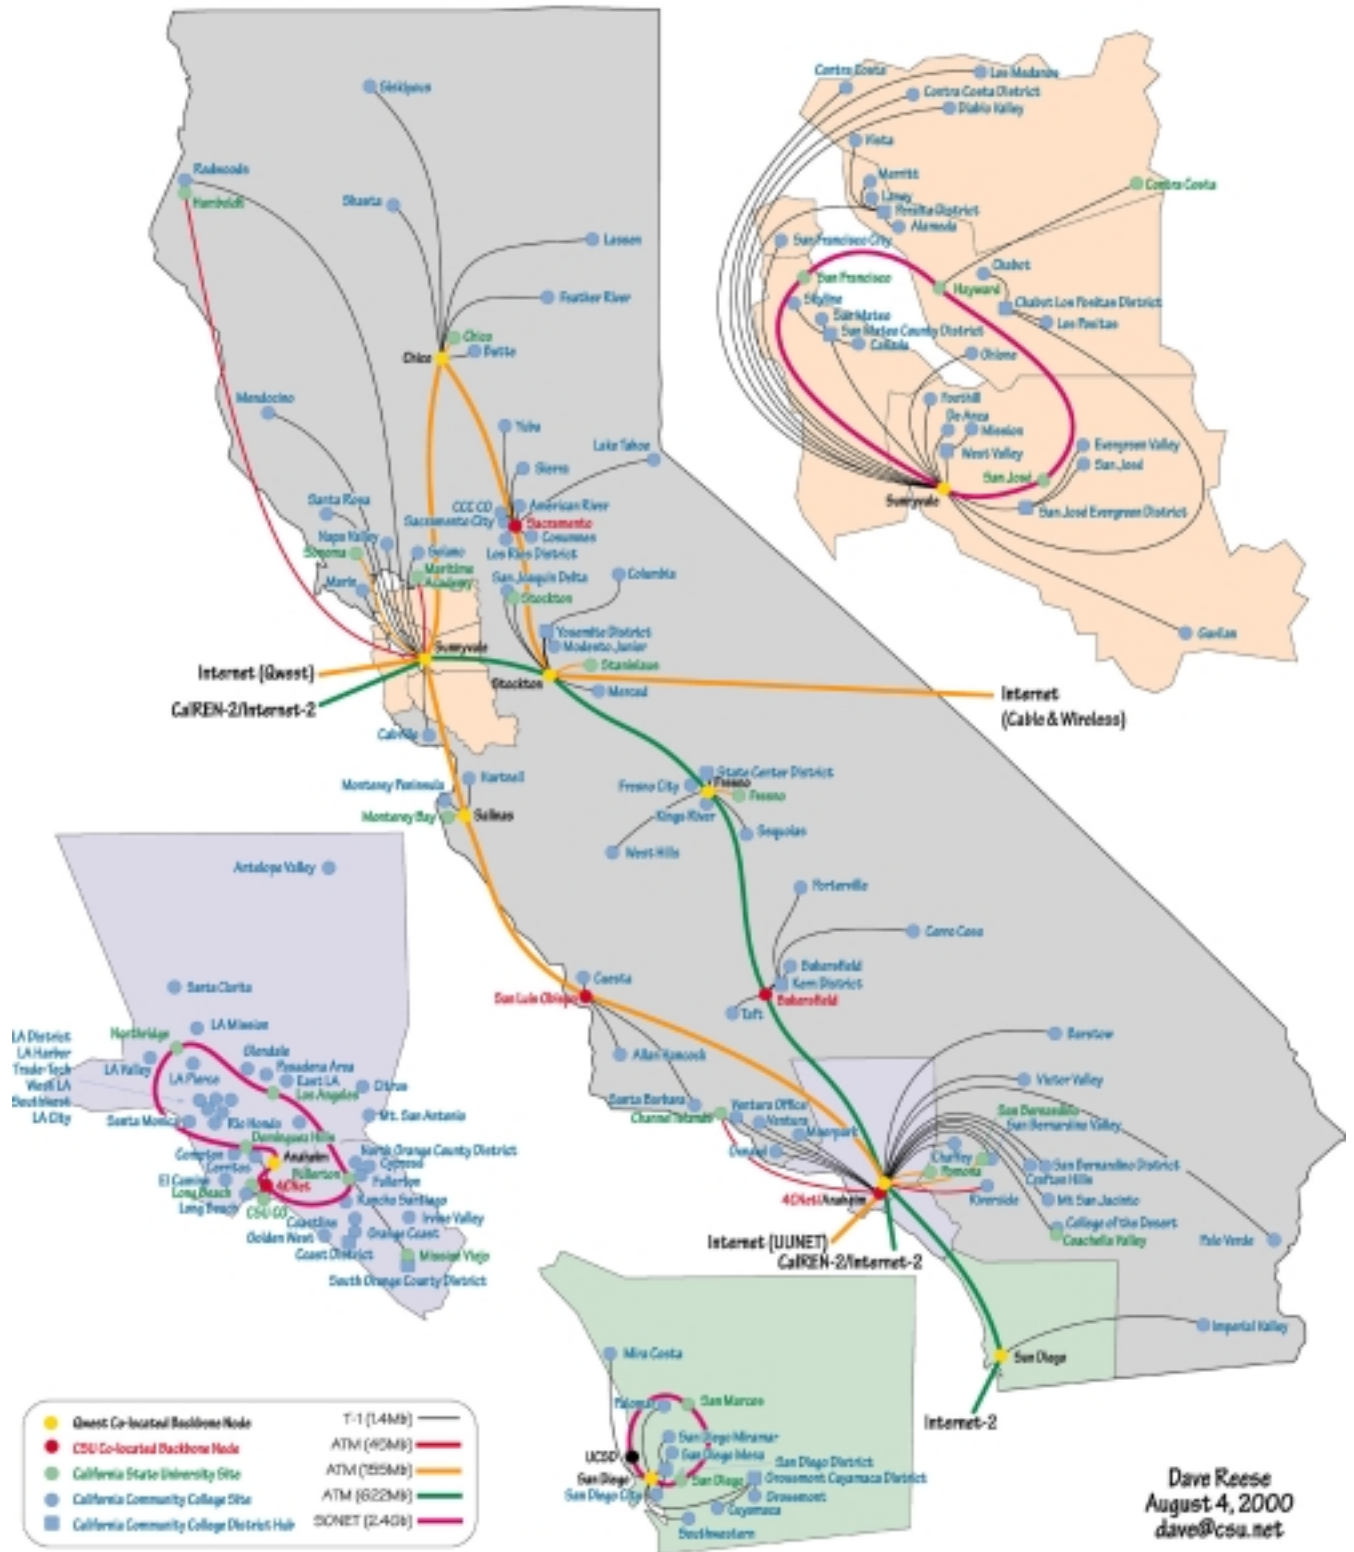 Siskiyous
Redwoods
Humboldt
Shasta
Lassen
Feather River
Chico
Chico
Butte
Mendocino
Yuba
Lake Tahoe
Sierra
Santa Rosa
CCC CO
American River
Sacramento City
Sacramento
Cosumnes
Los Rios District
Napa Valley
Sonoma
Solano
Maritime
Academy
Marin
San Joaquin Delta
Stockton
Columbia
Yosemite District
Modesto Junior
Sunnyvale
Stanislaus
Stockton
Merced
Internet (Qwest)
CalREN-2/Internet-2
Internet
(Cable & Wireless)
Cabrillo
Hartnell
Monterey Peninsula
Monterey Bay
Salinas
State Center District
Fresno City
Fresno
Fresno
Kings River
Sequoias
West Hills
Porterville
Cerro Coso
Bakersfield
Kern District
Bakersfield
Taft
Cuesta
San Luis Obispo
Allan Hancock
Santa Barbara
Channel Islands
Ventura Office
Ventura
Moorpark
Oxnard
4CNet/Anaheim
Internet (UUNET)
CalREN-2/Internet-2
Barstow
Victor Valley
San Bernardino
San Bernardino Valley
Chaffey
Pomona
San Bernardino District
Crafton Hills
Riverside
Mt San Jacinto
College of the Desert
Coachella Valley
Palo Verde
Imperial Valley
San Diego
Internet-2
Contra Costa
Los Medanos
Contra Costa District
Diablo Valley
Vista
Merritt
Laney
Peralta District
Alameda
Contra Costa
San Francisco City
San Francisco
Hayward
Chabot
Skyline
San Mateo
San Mateo County District
Cañada
Chabot Los Positas District
Los Positas
Ohlone
Foothill
De Anza
Mission
West Valley
Evergreen Valley
San José
San José
Sunnyvale
San José Evergreen District
Gavilan
Antelope Valley
Santa Clarita
LA Mission
Northridge
LA District
LA Harbor
Trade-Tech
West LA
Southwest
LA City
LA Valley
LA Pierce
Glendale
Pasadena Area
East LA
Los Angeles
Citrus
Santa Monica
Rio Hondo
Mt. San Antonio
Dominguez Hills
Compton
Cerritos
Anaheim
North Orange County District
Cypress
Fullerton
Fullerton
El Camino
4CNet
Long Beach
Long Beach
CSU CO
Rancho Santiago
Coastline
Golden West
Irvine Valley
Orange Coast
Coast District
Mission Viejo
South Orange County District
Mira Costa
Palomar
San Marcos
San Diego Miramar
San Diego Mesa
UCSD
San Diego
San Diego
San Diego District
Grossmont Cuyamaca District
San Diego City
Grossmont
Cuyamaca
Southwestern
Qwest Co-located Backbone Node
CSU Co-located Backbone Node
California State University Site
California Community College Site
California Community College District Hub
T-1 (1.4Mb)
ATM (45Mb)
ATM (155Mb)
ATM (622Mb)
SONET (2.4Gb)
Dave Reese
August 4, 2000
dave@csu.net